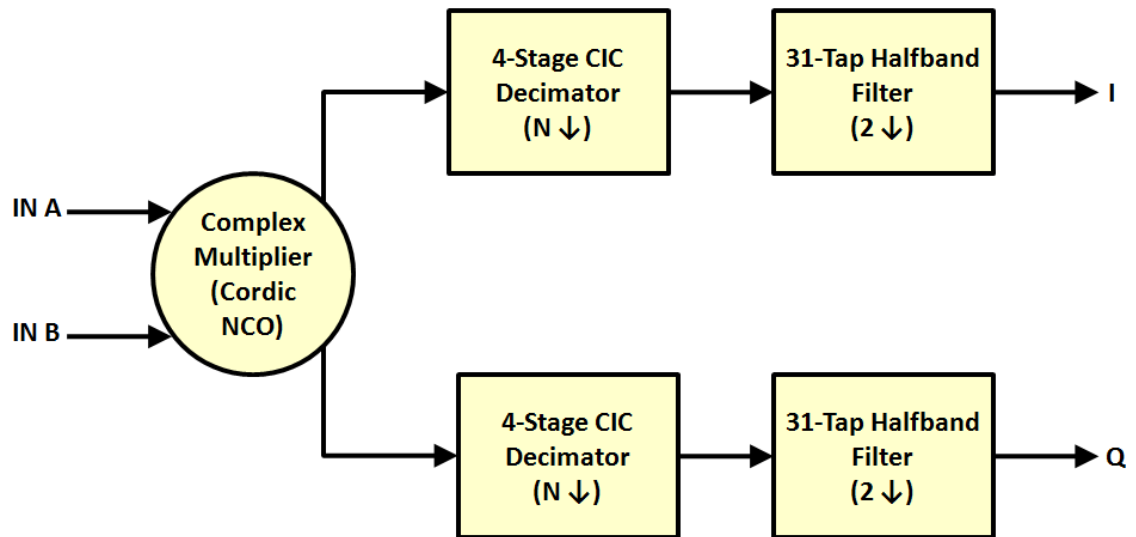 4-Stage CIC
Decimator
(N ↓)
31-Tap Halfband
Filter
(2 ↓)
I
IN A
IN B
Complex
Multiplier
(Cordic
NCO)
4-Stage CIC
Decimator
(N ↓)
31-Tap Halfband
Filter
(2 ↓)
Q